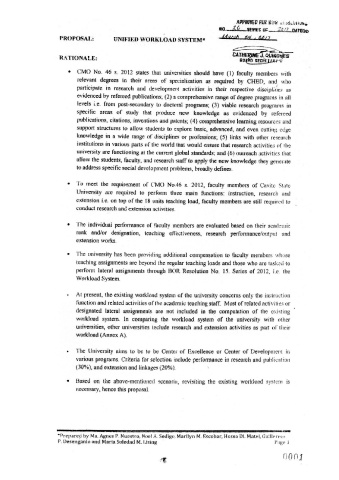 APPROVED PER BOR RESOLUTION
NO 26 SERIES OF 2017 DATED
March 2017
PROPOSAL: UNIFIED WORKLOAD SYSTEM*
CATHERINE J. QUIÑONES
BOARD SECRETARY V
RATIONALE:
• CMO No. 46 s. 2012 states that universities should have (1) faculty members with
relevant degrees in their areas of specialization as required by CHED, and who
participate in research and development activities in their respective disciplines as
evidenced by refereed publications; (2) a comprehensive range of degree programs in all
levels i.e. from post-secondary to doctoral programs; (3) viable research programs in
specific areas of study that produce new knowledge as evidenced by refereed
publications, citations, inventions and patents; (4) comprehensive learning resources and
support structures to allow students to explore basic, advanced, and even cutting edge
knowledge in a wide range of disciplines or professions; (5) links with other research
institutions in various parts of the world that would ensure that research activities of the
university are functioning at the current global standards; and (6) outreach activities that
allow the students, faculty, and research staff to apply the new knowledge they generate
to address specific social development problems, broadly defines.
• To meet the requirement of CMO No.46 s. 2012, faculty members of Cavite State
University are required to perform three main functions: instruction, research and
extension i.e. on top of the 18 units teaching load, faculty members are still required to
conduct research and extension activities.
• The individual performance of faculty members are evaluated based on their academic
rank and/or designation, teaching effectiveness, research performance/output and
extension works.
• The university has been providing additional compensation to faculty members whose
teaching assignments are beyond the regular teaching loads and those who are tasked to
perform lateral assignments through BOR Resolution No. 15. Series of 2012, i.e. the
Workload System.
• At present, the existing workload system of the university concerns only the instruction
function and related activities of the academic teaching staff. Most of related activities or
designated lateral assignments are not included in the computation of the existing
workload system. In comparing the workload system of the university with other
universities, other universities include research and extension activities as part of their
workload (Annex A).
• The University aims to be to be Center of Excellence or Center of Development in
various programs. Criteria for selection include performance in research and publication
(30%), and extension and linkages (20%).
• Based on the above-mentioned scenario, revisiting the existing workload system is
necessary, hence this proposal.
*Prepared by Ma. Agnes P. Nuestro, Noel A. Sedigo, Marilyn M. Escobar, Hosea DL Matel,
P. Desenganio and Maria Soledad M. Lising Page 1
0001